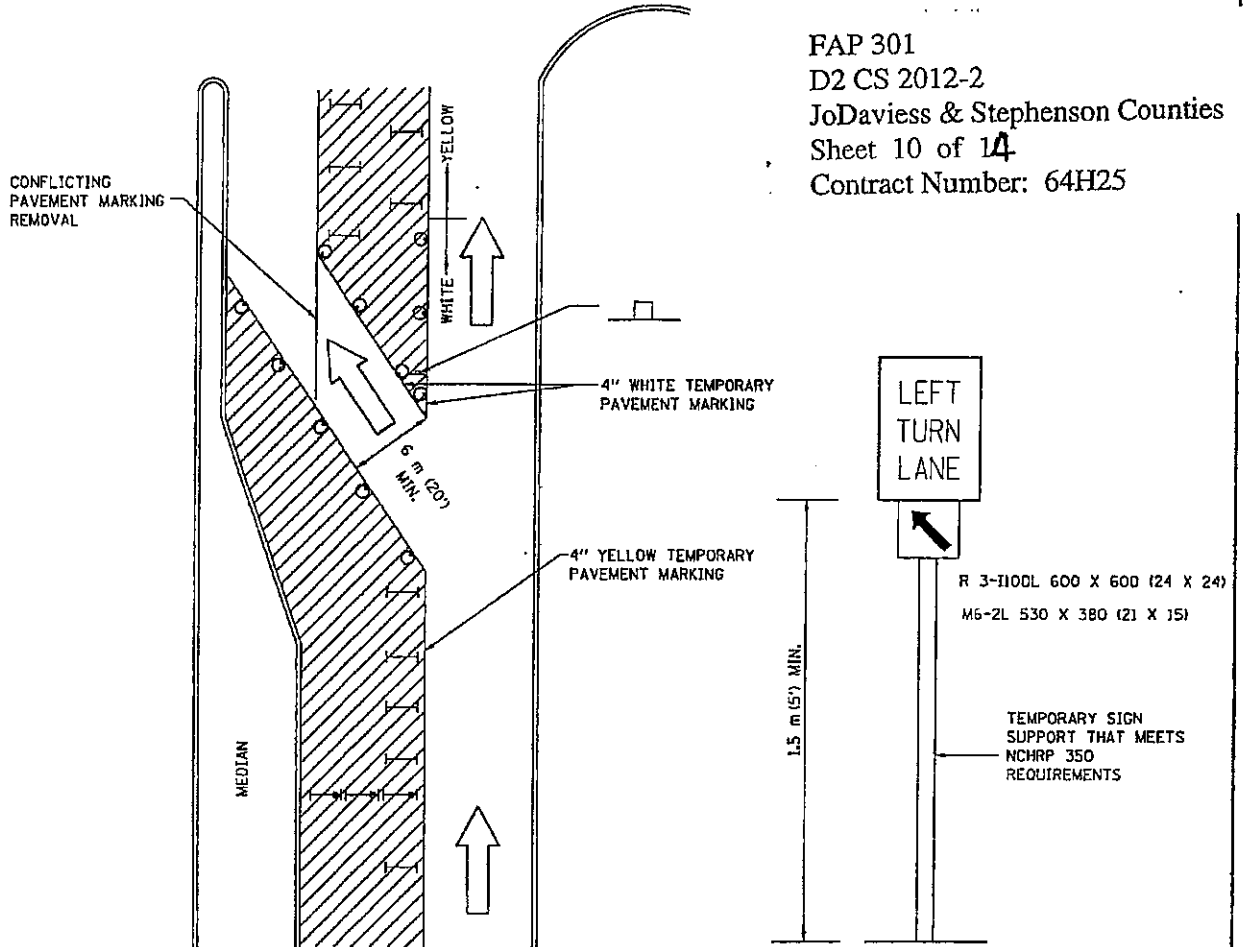 FAP 301
D2 CS 2012-2
JoDaviess & Stephenson Counties
Sheet 10 of 14
Contract Number: 64H25
CONFLICTING
PAVEMENT MARKING
REMOVAL
YELLOW
WHITE
4" WHITE TEMPORARY
PAVEMENT MARKING
6 m (20')
MIN.
4" YELLOW TEMPORARY
PAVEMENT MARKING
MEDIAN
LEFT
TURN
LANE
R 3-I100L 600 X 600 (24 X 24)
M6-2L 530 X 380 (21 X 15)
1.5 m (5') MIN.
TEMPORARY SIGN
SUPPORT THAT MEETS
NCHRP 350
REQUIREMENTS